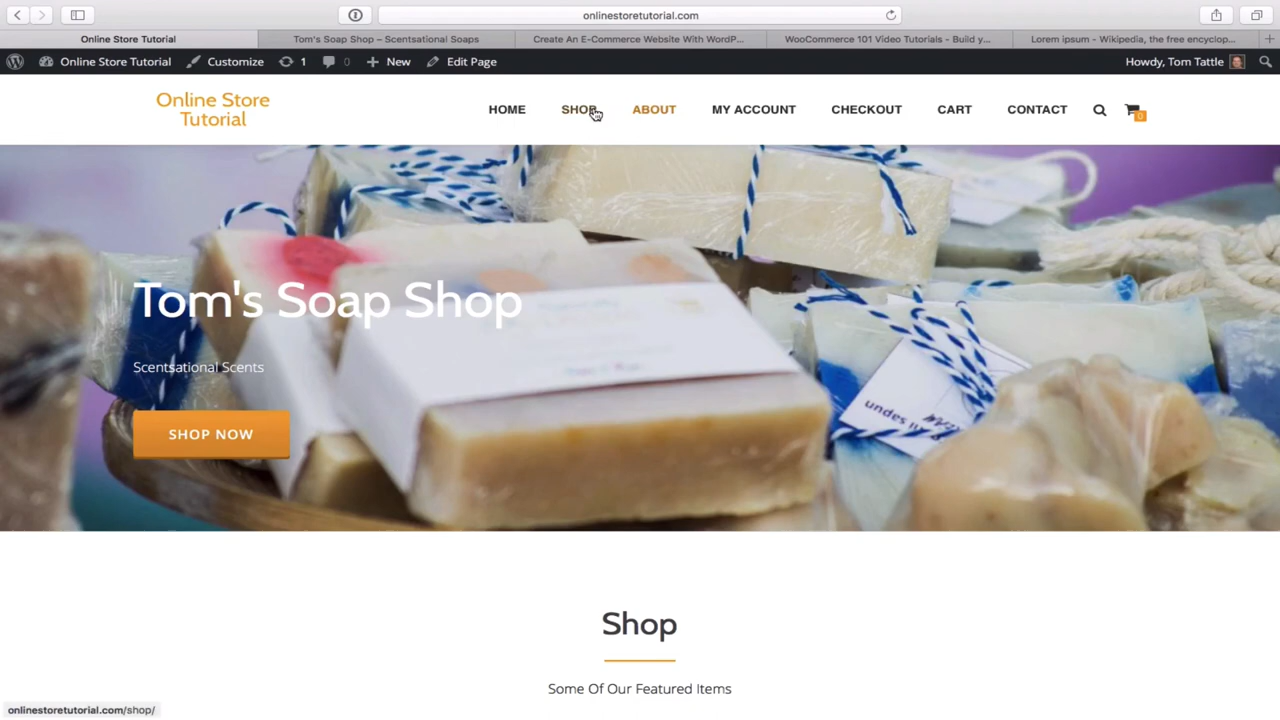 onlinestoretutorial.com
Online Store Tutorial
Tom's Soap Shop – Scentsational Soaps
Create An E-Commerce Website With WordP...
WooCommerce 101 Video Tutorials - Build y...
Lorem ipsum - Wikipedia, the free encyclop...
Online Store Tutorial
Customize
1
0
New
Edit Page
Howdy, Tom Tattle
Online Store
Tutorial
HOME
SHOP
ABOUT
MY ACCOUNT
CHECKOUT
CART
CONTACT
0
Tom's Soap Shop
Scentsational Scents
SHOP NOW
Shop
Some Of Our Featured Items
onlinestoretutorial.com/shop/